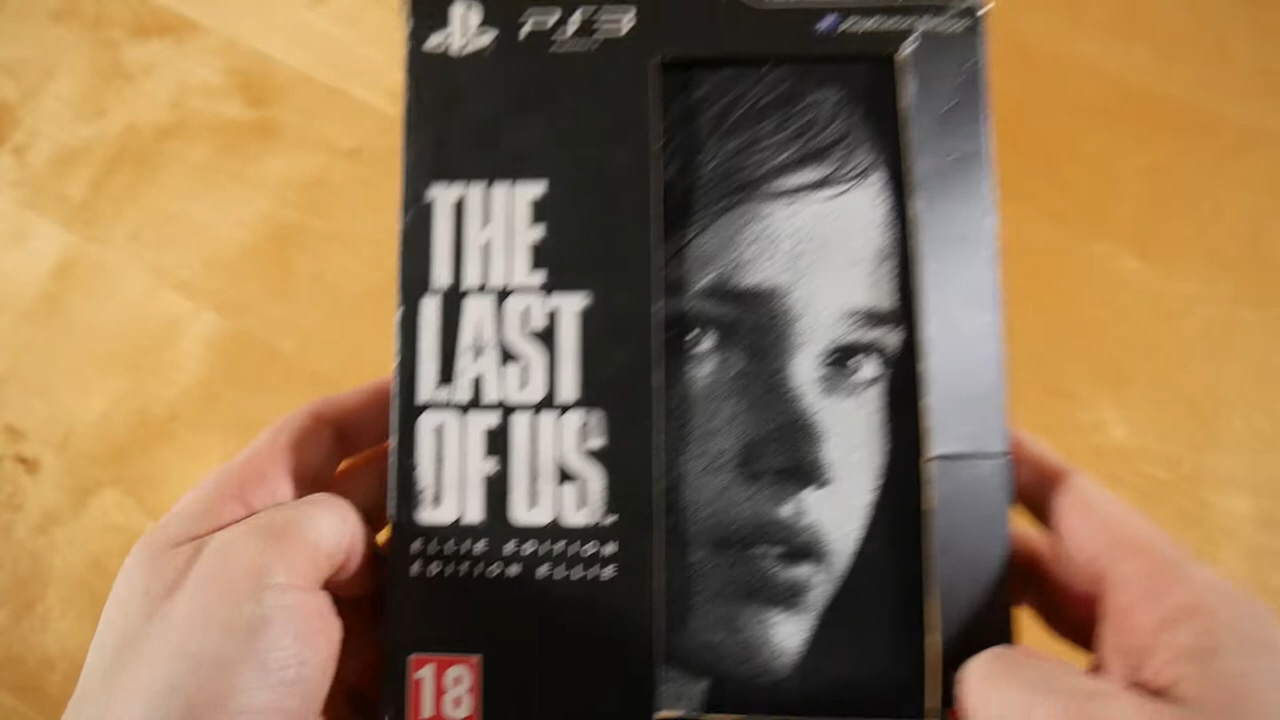 PS3
THE
LAST
OF US
ELLIE EDITION
EDITION ELLIE
18